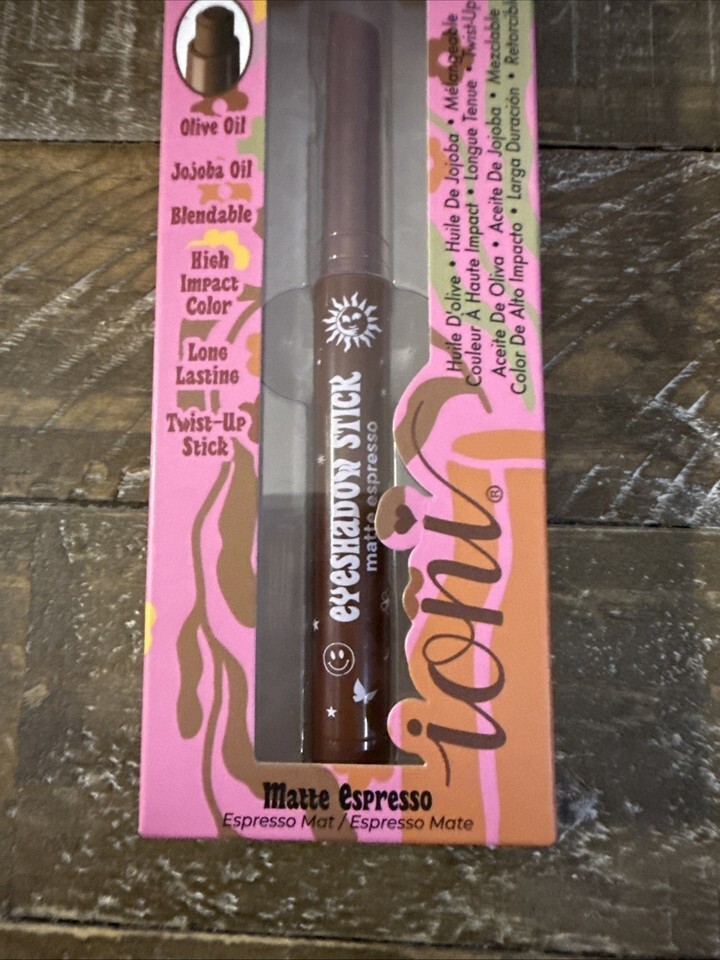 Olive Oil
Jojoba Oil
Blendable
High
Impact
Color
Long
Lasting
Twist-Up
Stick
eyeshadow stick
matte espresso
Huile D'olive • Huile De Jojoba • Mélangeable
Couleur À Haute Impact • Longue Tenue • Twist-Up
Aceite De Oliva • Aceite De Jojoba • Mezclable
Color De Alto Impacto • Larga Duración •
ioni®
Matte Espresso
Espresso Mat / Espresso Mate